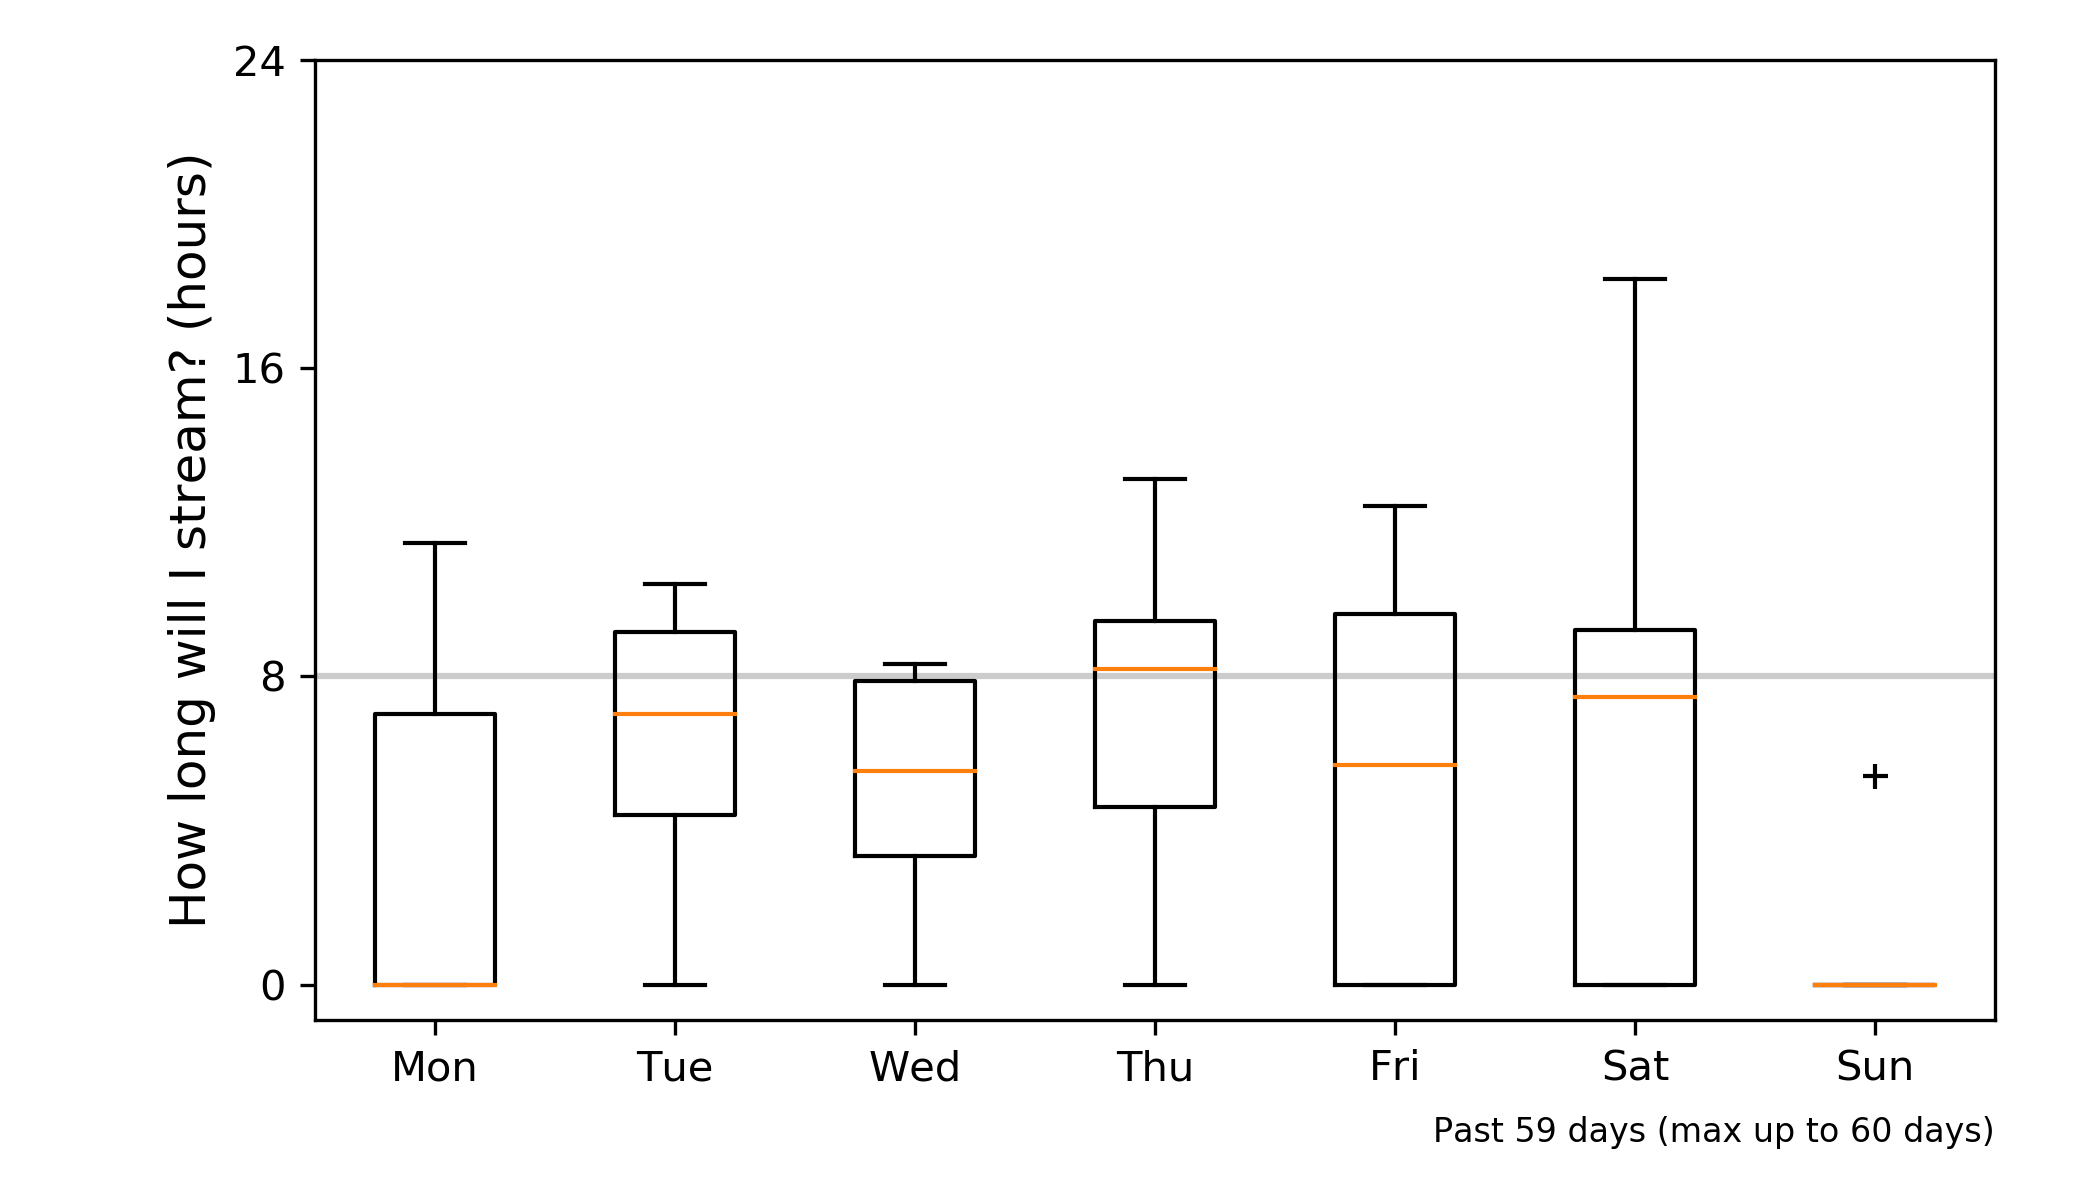 How long will I stream? (hours)
24
16
8
0
Mon Tue Wed Thu Fri Sat Sun
Past 59 days (max up to 60 days)